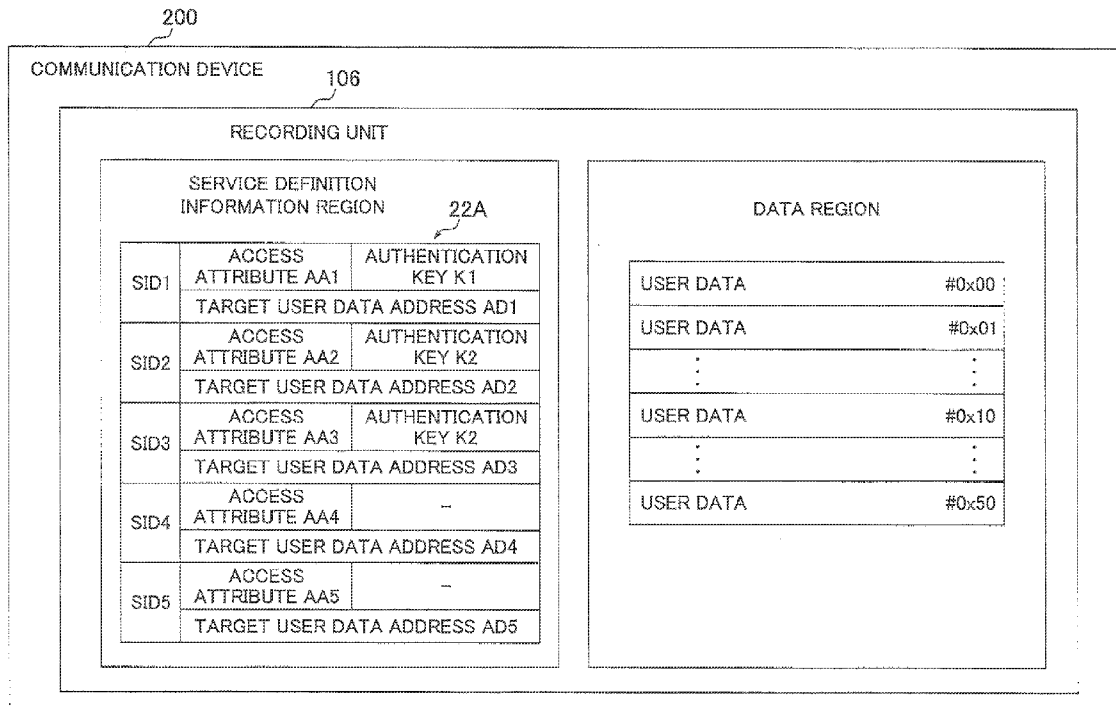 200
COMMUNICATION DEVICE
106
RECORDING UNIT
SERVICE DEFINITION
INFORMATION REGION
22A
SID1
ACCESS
ATTRIBUTE AA1
AUTHENTICATION
KEY K1
TARGET USER DATA ADDRESS AD1
SID2
ACCESS
ATTRIBUTE AA2
AUTHENTICATION
KEY K2
TARGET USER DATA ADDRESS AD2
SID3
ACCESS
ATTRIBUTE AA3
AUTHENTICATION
KEY K2
TARGET USER DATA ADDRESS AD3
SID4
ACCESS
ATTRIBUTE AA4
–
TARGET USER DATA ADDRESS AD4
SID5
ACCESS
ATTRIBUTE AA5
–
TARGET USER DATA ADDRESS AD5
DATA REGION
USER DATA #0x00
USER DATA #0x01
⋮ ⋮
USER DATA #0x10
⋮ ⋮
USER DATA #0x50